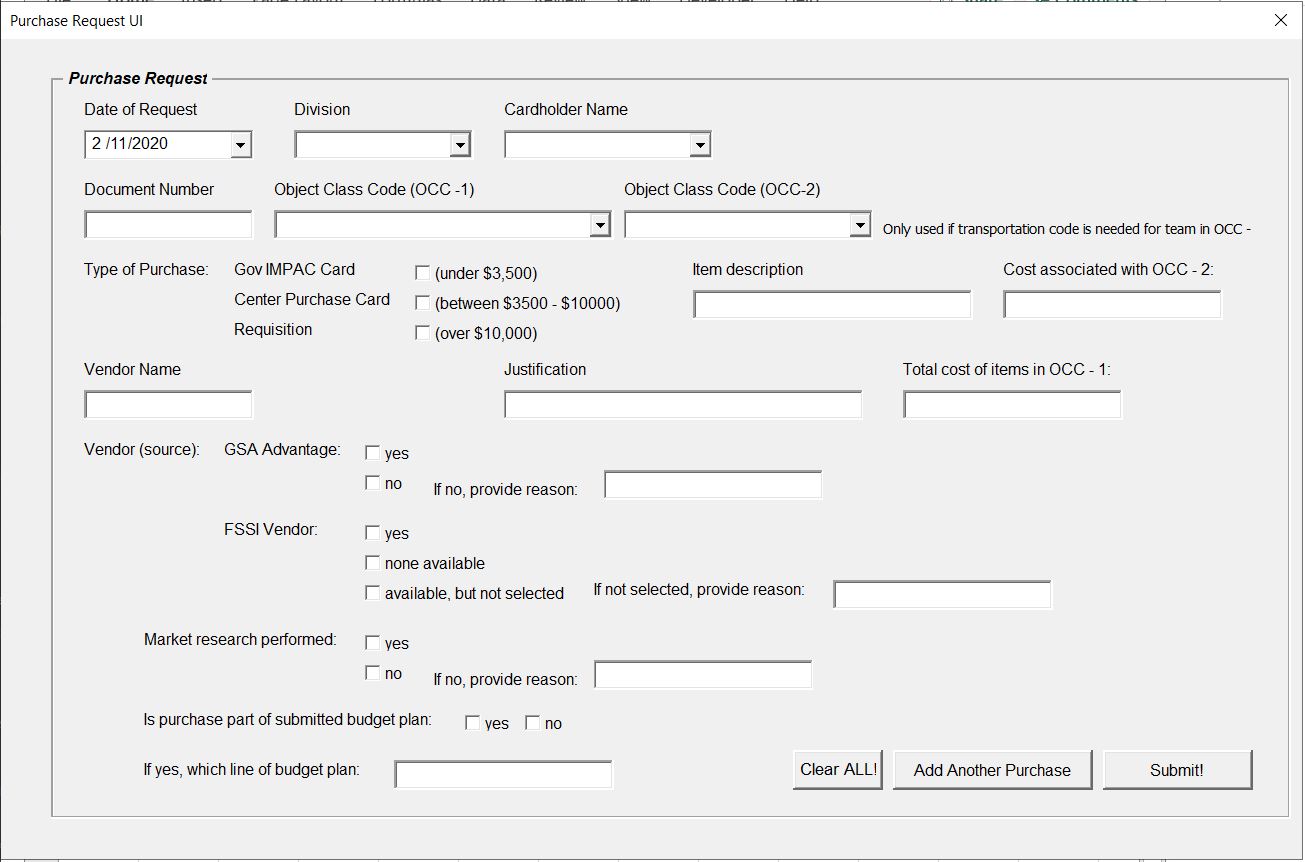 Purchase Request UI
Purchase Request
Date of Request Division Cardholder Name
2 /11/2020
Document Number Object Class Code (OCC -1) Object Class Code (OCC-2)
Only used if transportation code is needed for team in OCC -
Type of Purchase: Gov IMPAC Card (under $3,500) Item description Cost associated with OCC - 2:
Center Purchase Card (between $3500 - $10000)
Requisition (over $10,000)
Vendor Name Justification Total cost of items in OCC - 1:
Vendor (source): GSA Advantage: yes
no If no, provide reason:
FSSI Vendor: yes
none available
available, but not selected If not selected, provide reason:
Market research performed: yes
no If no, provide reason:
Is purchase part of submitted budget plan: yes no
If yes, which line of budget plan: Clear ALL! Add Another Purchase Submit!